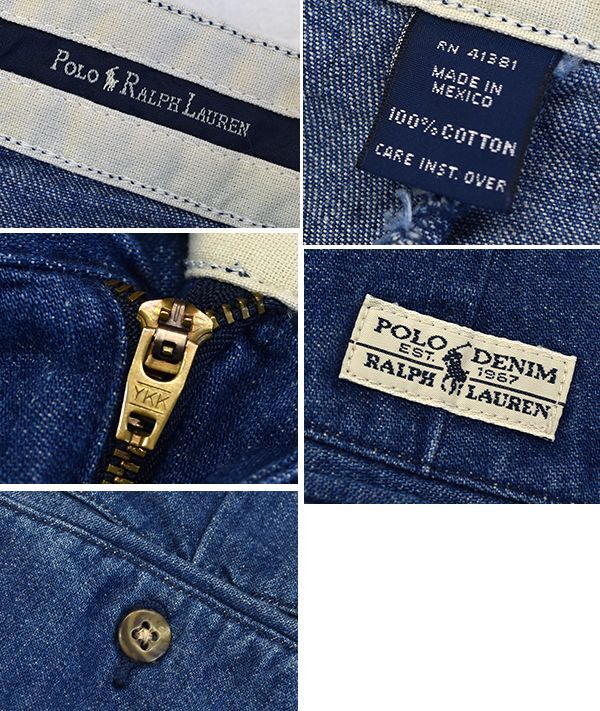 POLO RALPH LAUREN
RN 41381
MADE IN
MEXICO
100% COTTON
CARE INST. OVER
YKK
POLO DENIM
EST. 1967
RALPH LAUREN